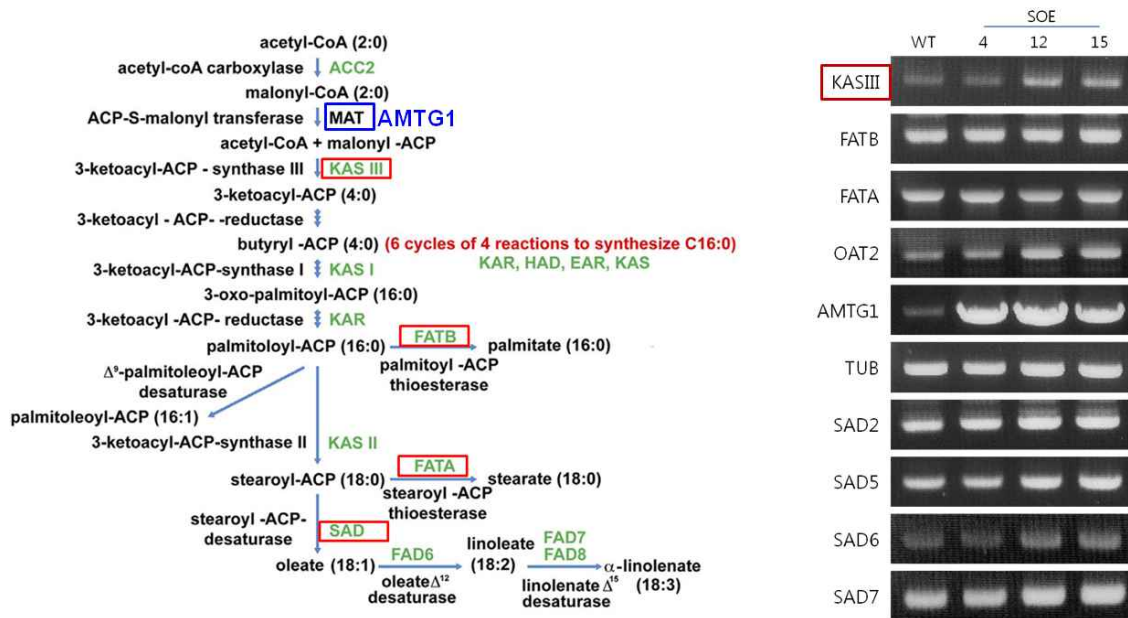 acetyl-CoA (2:0)
acetyl-coA carboxylase ACC2
malonyl-CoA (2:0)
ACP-S-malonyl transferase MAT AMTG1
acetyl-CoA + malonyl -ACP
3-ketoacyl-ACP - synthase III KAS III
3-ketoacyl-ACP (4:0)
3-ketoacyl - ACP- -reductase
butyryl -ACP (4:0) (6 cycles of 4 reactions to synthesize C16:0)
KAR, HAD, EAR, KAS
3-ketoacyl-ACP-synthase I KAS I
3-oxo-palmitoyl-ACP (16:0)
3-ketoacyl -ACP- reductase KAR
FATB
palmitoloyl-ACP (16:0) palmitate (16:0)
palmitoyl -ACP
thioesterase
Δ⁹-palmitoleoyl-ACP
desaturase
palmitoleoyl-ACP (16:1)
3-ketoacyl-ACP-synthase II KAS II
FATA
stearoyl-ACP (18:0) stearate (18:0)
stearoyl -ACP
thioesterase
stearoyl -ACP-
desaturase
SAD
oleate (18:1)
FAD6
oleateΔ¹²
desaturase
linoleate
(18:2)
FAD7
FAD8
linolenate Δ¹⁵
desaturase
α-linolenate
(18:3)
SOE
WT 4 12 15
KASIII
FATB
FATA
OAT2
AMTG1
TUB
SAD2
SAD5
SAD6
SAD7